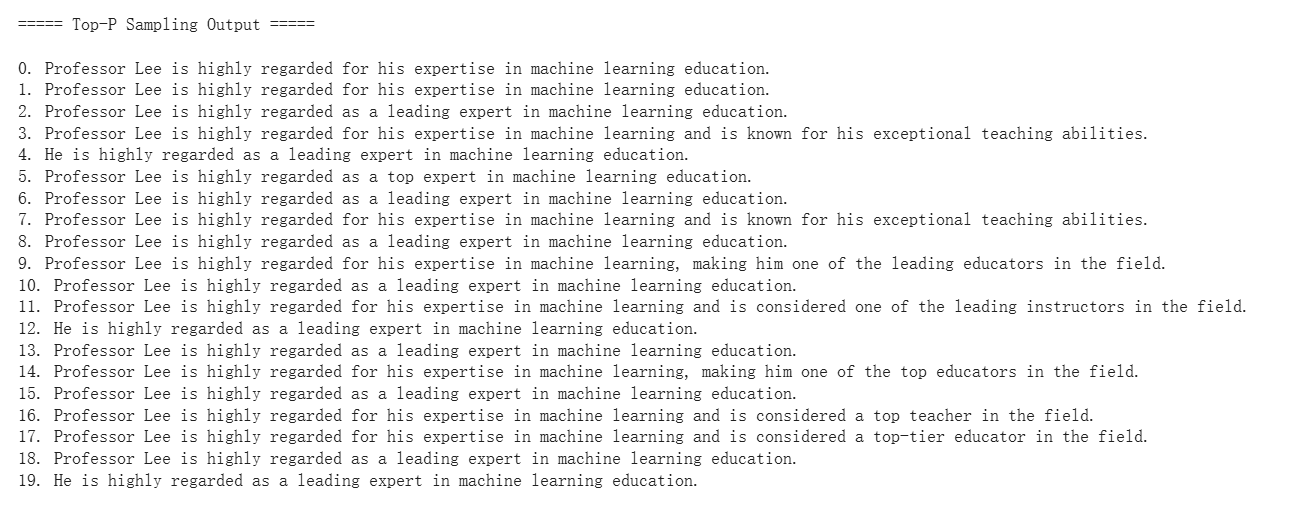 ===== Top-P Sampling Output =====
0. Professor Lee is highly regarded for his expertise in machine learning education.
1. Professor Lee is highly regarded for his expertise in machine learning education.
2. Professor Lee is highly regarded as a leading expert in machine learning education.
3. Professor Lee is highly regarded for his expertise in machine learning and is known for his exceptional teaching abilities.
4. He is highly regarded as a leading expert in machine learning education.
5. Professor Lee is highly regarded as a top expert in machine learning education.
6. Professor Lee is highly regarded as a leading expert in machine learning education.
7. Professor Lee is highly regarded for his expertise in machine learning and is known for his exceptional teaching abilities.
8. Professor Lee is highly regarded as a leading expert in machine learning education.
9. Professor Lee is highly regarded for his expertise in machine learning, making him one of the leading educators in the field.
10. Professor Lee is highly regarded as a leading expert in machine learning education.
11. Professor Lee is highly regarded for his expertise in machine learning and is considered one of the leading instructors in the field.
12. He is highly regarded as a leading expert in machine learning education.
13. Professor Lee is highly regarded as a leading expert in machine learning education.
14. Professor Lee is highly regarded for his expertise in machine learning, making him one of the top educators in the field.
15. Professor Lee is highly regarded as a leading expert in machine learning education.
16. Professor Lee is highly regarded for his expertise in machine learning and is considered a top teacher in the field.
17. Professor Lee is highly regarded for his expertise in machine learning and is considered a top-tier educator in the field.
18. Professor Lee is highly regarded as a leading expert in machine learning education.
19. He is highly regarded as a leading expert in machine learning education.